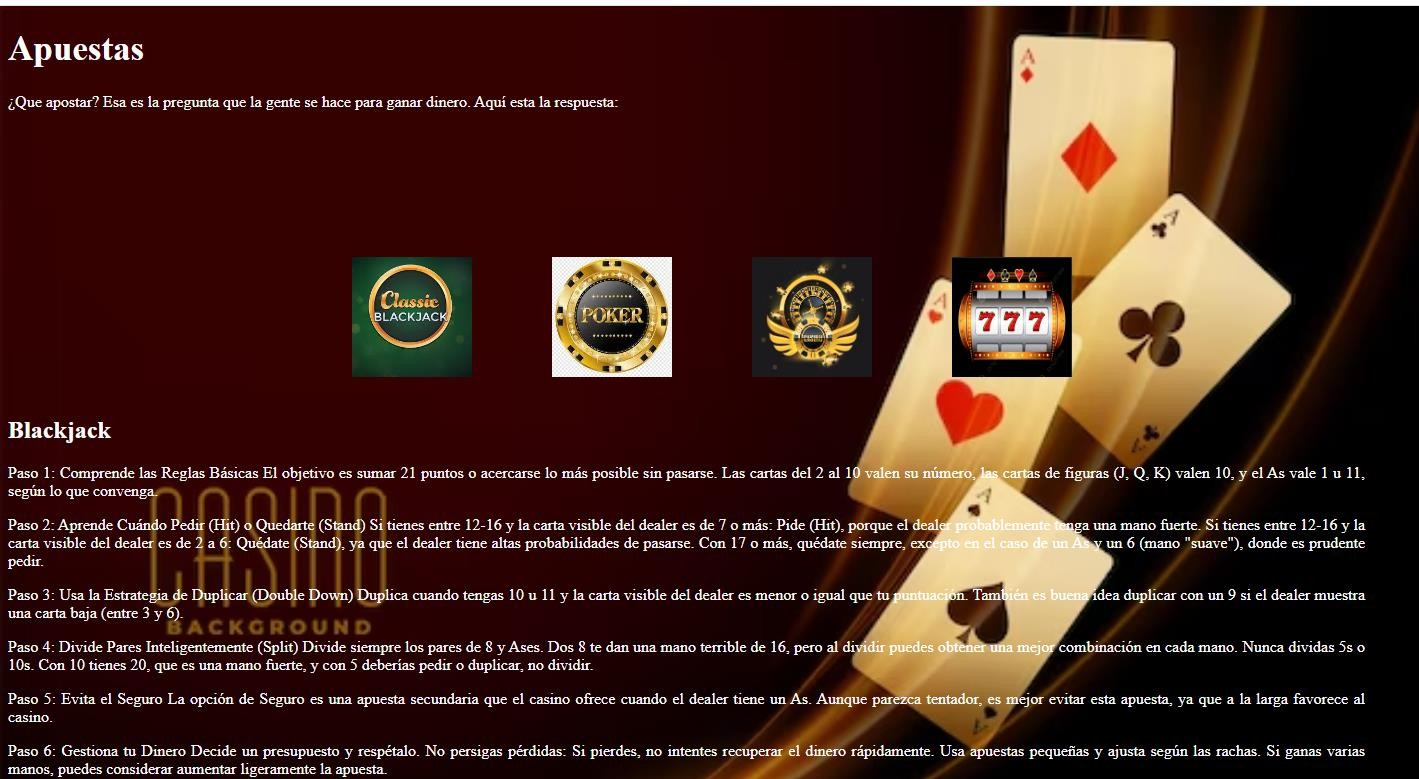 Apuestas
¿Que apostar? Esa es la pregunta que la gente se hace para ganar dinero. Aquí esta la respuesta:
Classic
BLACKJACK
POKER
7 7 7
A
A
A
A
Blackjack
Paso 1: Comprende las Reglas Básicas El objetivo es sumar 21 puntos o acercarse lo más posible sin pasarse. Las cartas del 2 al 10 valen su número, las cartas de figuras (J, Q, K) valen 10, y el As vale 1 u 11,
según lo que convenga.
CASINO
BACKGROUND
Paso 2: Aprende Cuándo Pedir (Hit) o Quedarte (Stand) Si tienes entre 12-16 y la carta visible del dealer es de 7 o más: Pide (Hit), porque el dealer probablemente tenga una mano fuerte. Si tienes entre 12-16 y la
carta visible del dealer es de 2 a 6: Quédate (Stand), ya que el dealer tiene altas probabilidades de pasarse. Con 17 o más, quédate siempre, excepto en el caso de un As y un 6 (mano "suave"), donde es prudente
pedir.
Paso 3: Usa la Estrategia de Duplicar (Double Down) Duplica cuando tengas 10 u 11 y la carta visible del dealer es menor o igual que tu puntuación. También es buena idea duplicar con un 9 si el dealer muestra
una carta baja (entre 3 y 6).
Paso 4: Divide Pares Inteligentemente (Split) Divide siempre los pares de 8 y Ases. Dos 8 te dan una mano terrible de 16, pero al dividir puedes obtener una mejor combinación en cada mano. Nunca dividas 5s o
10s. Con 10 tienes 20, que es una mano fuerte, y con 5 deberías pedir o duplicar, no dividir.
Paso 5: Evita el Seguro La opción de Seguro es una apuesta secundaria que el casino ofrece cuando el dealer tiene un As. Aunque parezca tentador, es mejor evitar esta apuesta, ya que a la larga favorece al
casino.
Paso 6: Gestiona tu Dinero Decide un presupuesto y respétalo. No persigas pérdidas: Si pierdes, no intentes recuperar el dinero rápidamente. Usa apuestas pequeñas y ajusta según las rachas. Si ganas varias
manos, puedes considerar aumentar ligeramente la apuesta.